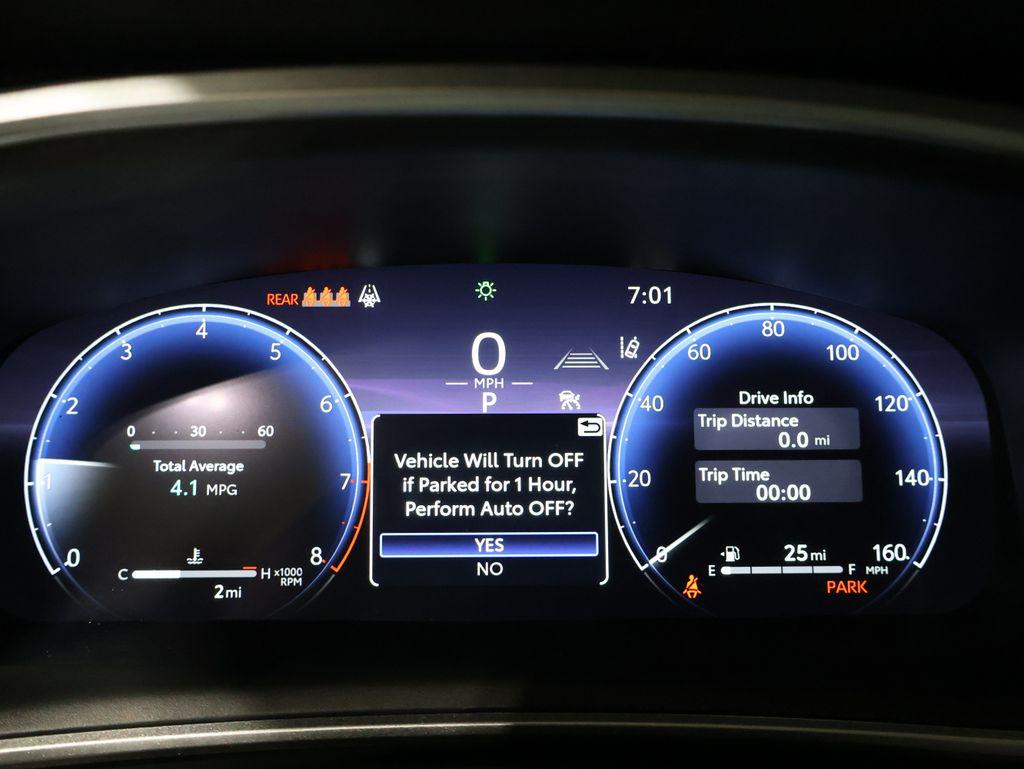 REAR
7:01
0
MPH
P
0 1 2 3 4 5 6 7 8
0 30 60
Total Average
4.1 MPG
C H
x1000
RPM
2mi
Vehicle Will Turn OFF
if Parked for 1 Hour,
Perform Auto OFF?
YES
NO
0 20 40 60 80 100 120 140 160
MPH
Drive Info
Trip Distance
0.0 mi
Trip Time
00:00
25mi
E F
PARK